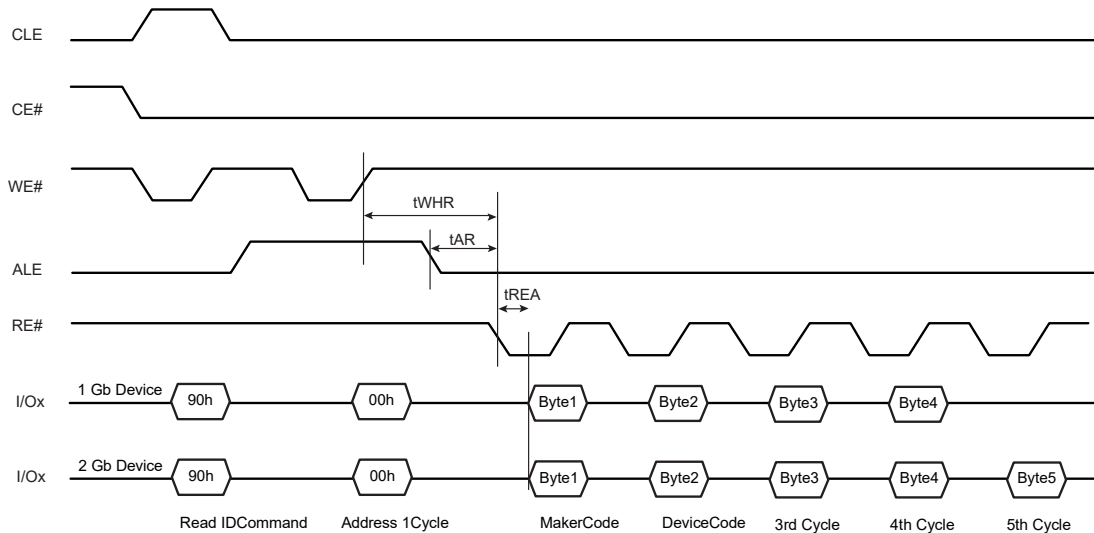 CLE
CE#
WE#
tWHR
tAR
ALE
tREA
RE#
1 Gb Device
I/Ox 90h 00h Byte1 Byte2 Byte3 Byte4
2 Gb Device
I/Ox 90h 00h Byte1 Byte2 Byte3 Byte4 Byte5
Read IDCommand Address 1Cycle MakerCode DeviceCode 3rd Cycle 4th Cycle 5th Cycle